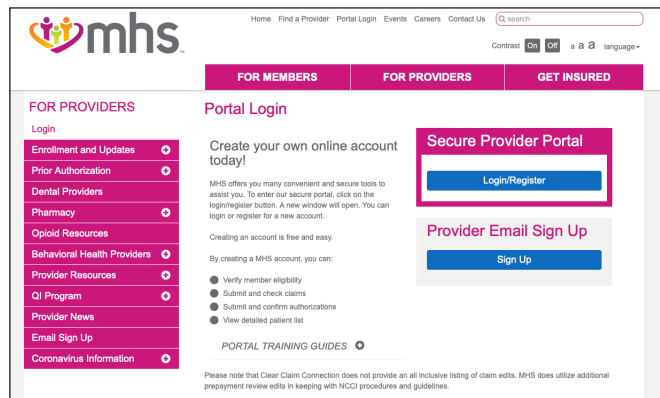 mhs
Home Find a Provider Portal Login Events Careers Contact Us search
Contrast On Off a a a language
FOR MEMBERS FOR PROVIDERS GET INSURED
FOR PROVIDERS
Login
Enrollment and Updates
Prior Authorization
Dental Providers
Pharmacy
Opioid Resources
Behavioral Health Providers
Provider Resources
QI Program
Provider News
Email Sign Up
Coronavirus Information
Portal Login
Create your own online account
today!
MHS offers you many convenient and secure tools to
assist you. To enter our secure portal, click on the
login/register button. A new window will open. You can
login or register for a new account.
Creating an account is free and easy.
By creating a MHS account, you can:
Verify member eligibility
Submit and check claims
Submit and confirm authorizations
View detailed patient list
PORTAL TRAINING GUIDES
Secure Provider Portal
Login/Register
Provider Email Sign Up
Sign Up
Please note that Clear Claim Connection does not provide an all inclusive listing of claim edits. MHS does utilize additional
prepayment review edits in keeping with NCCI procedures and guidelines.